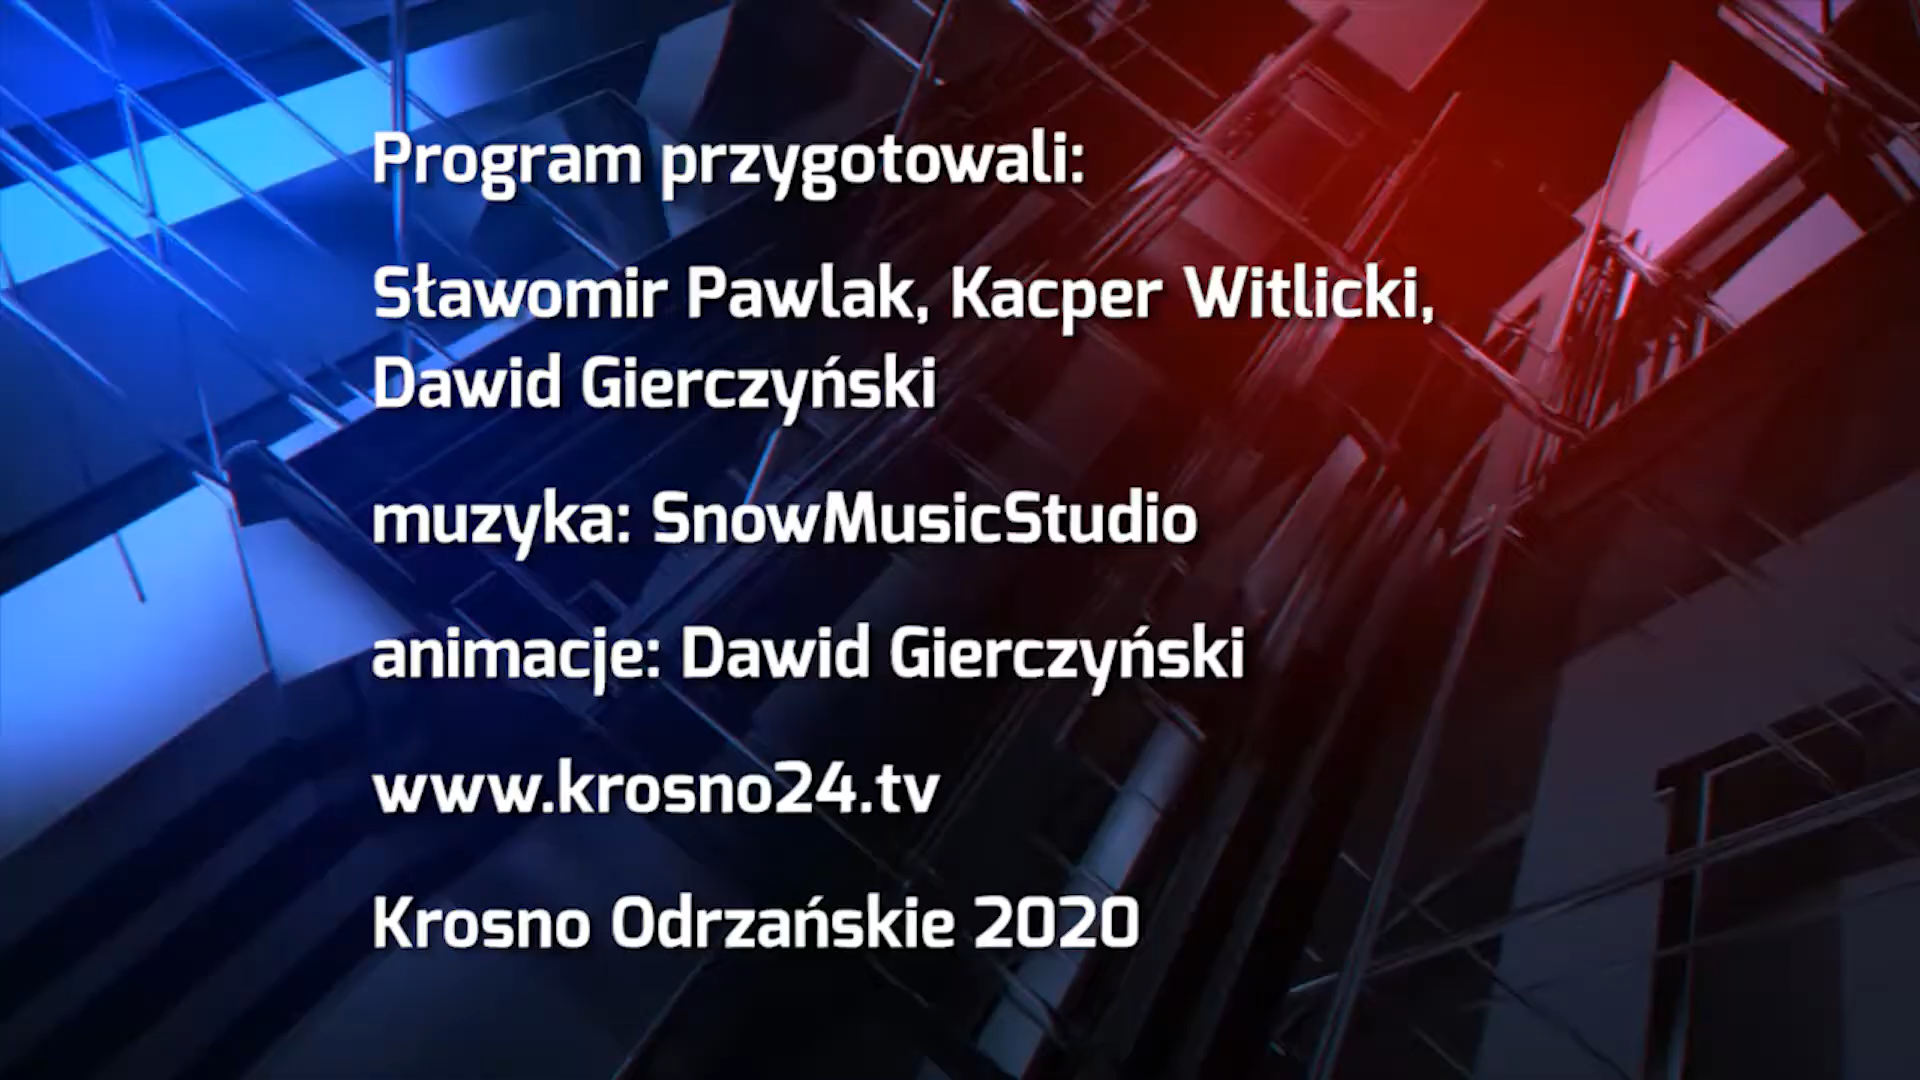 Program przygotowali:
Sławomir Pawlak, Kacper Witlicki,
Dawid Gierczyński
muzyka: SnowMusicStudio
animacje: Dawid Gierczyński
www.krosno24.tv
Krosno Odrzańskie 2020